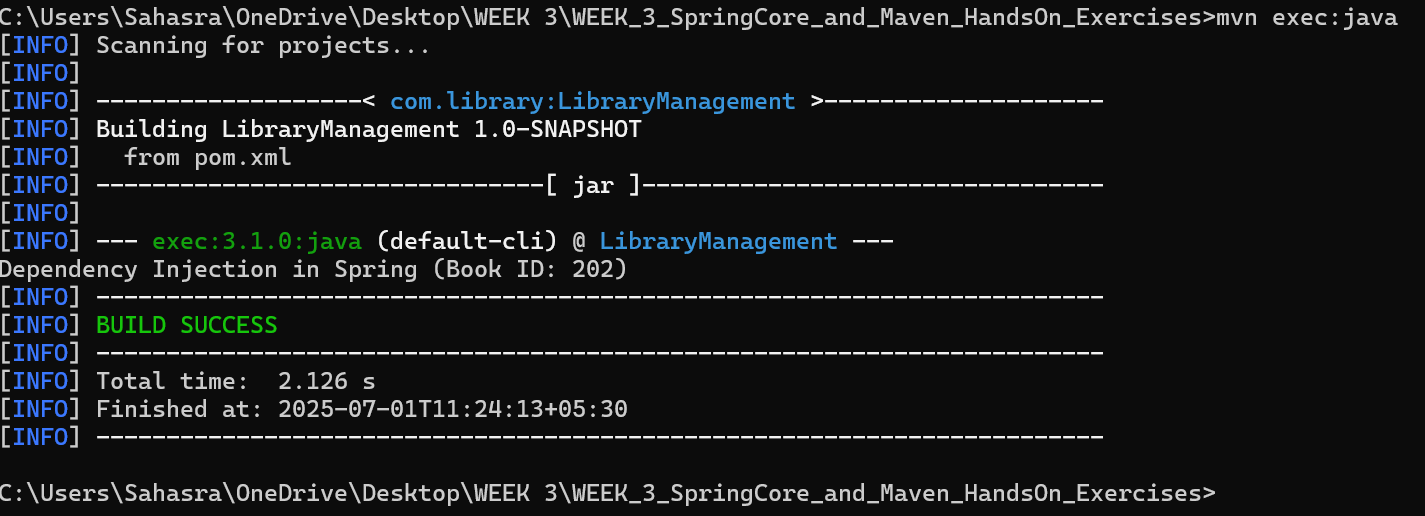 C:\Users\Sahasra\OneDrive\Desktop\WEEK 3\WEEK_3_SpringCore_and_Maven_HandsOn_Exercises>mvn exec:java
[INFO] Scanning for projects...
[INFO]
[INFO] -------------------< com.library:LibraryManagement >--------------------
[INFO] Building LibraryManagement 1.0-SNAPSHOT
[INFO]   from pom.xml
[INFO] --------------------------------[ jar ]---------------------------------
[INFO]
[INFO] --- exec:3.1.0:java (default-cli) @ LibraryManagement ---
Dependency Injection in Spring (Book ID: 202)
[INFO] ------------------------------------------------------------------------
[INFO] BUILD SUCCESS
[INFO] ------------------------------------------------------------------------
[INFO] Total time:  2.126 s
[INFO] Finished at: 2025-07-01T11:24:13+05:30
[INFO] ------------------------------------------------------------------------
C:\Users\Sahasra\OneDrive\Desktop\WEEK 3\WEEK_3_SpringCore_and_Maven_HandsOn_Exercises>